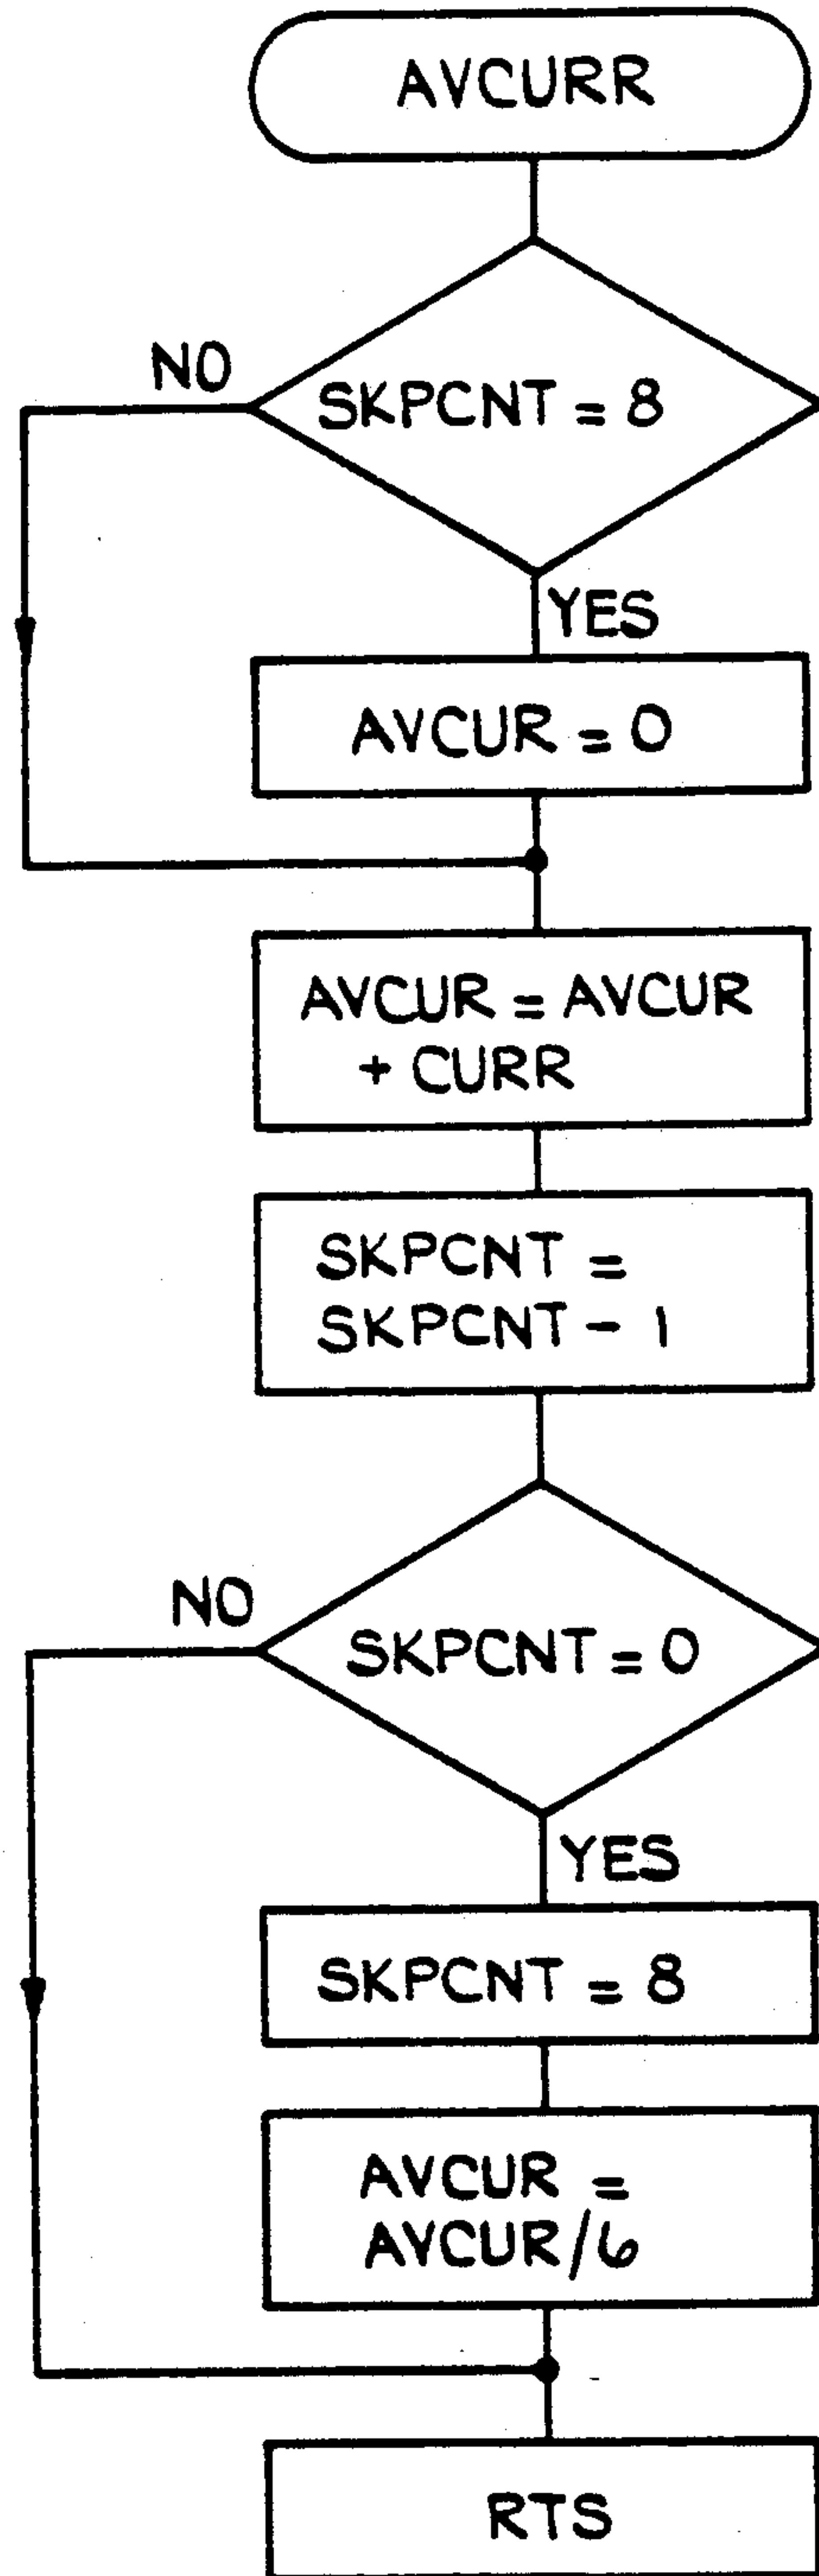 AVCURR
NO
SKPCNT = 8
YES
AVCUR = 0
AVCUR = AVCUR
+ CURR
SKPCNT =
SKPCNT - 1
NO
SKPCNT = 0
YES
SKPCNT = 8
AVCUR =
AVCUR/6
RTS